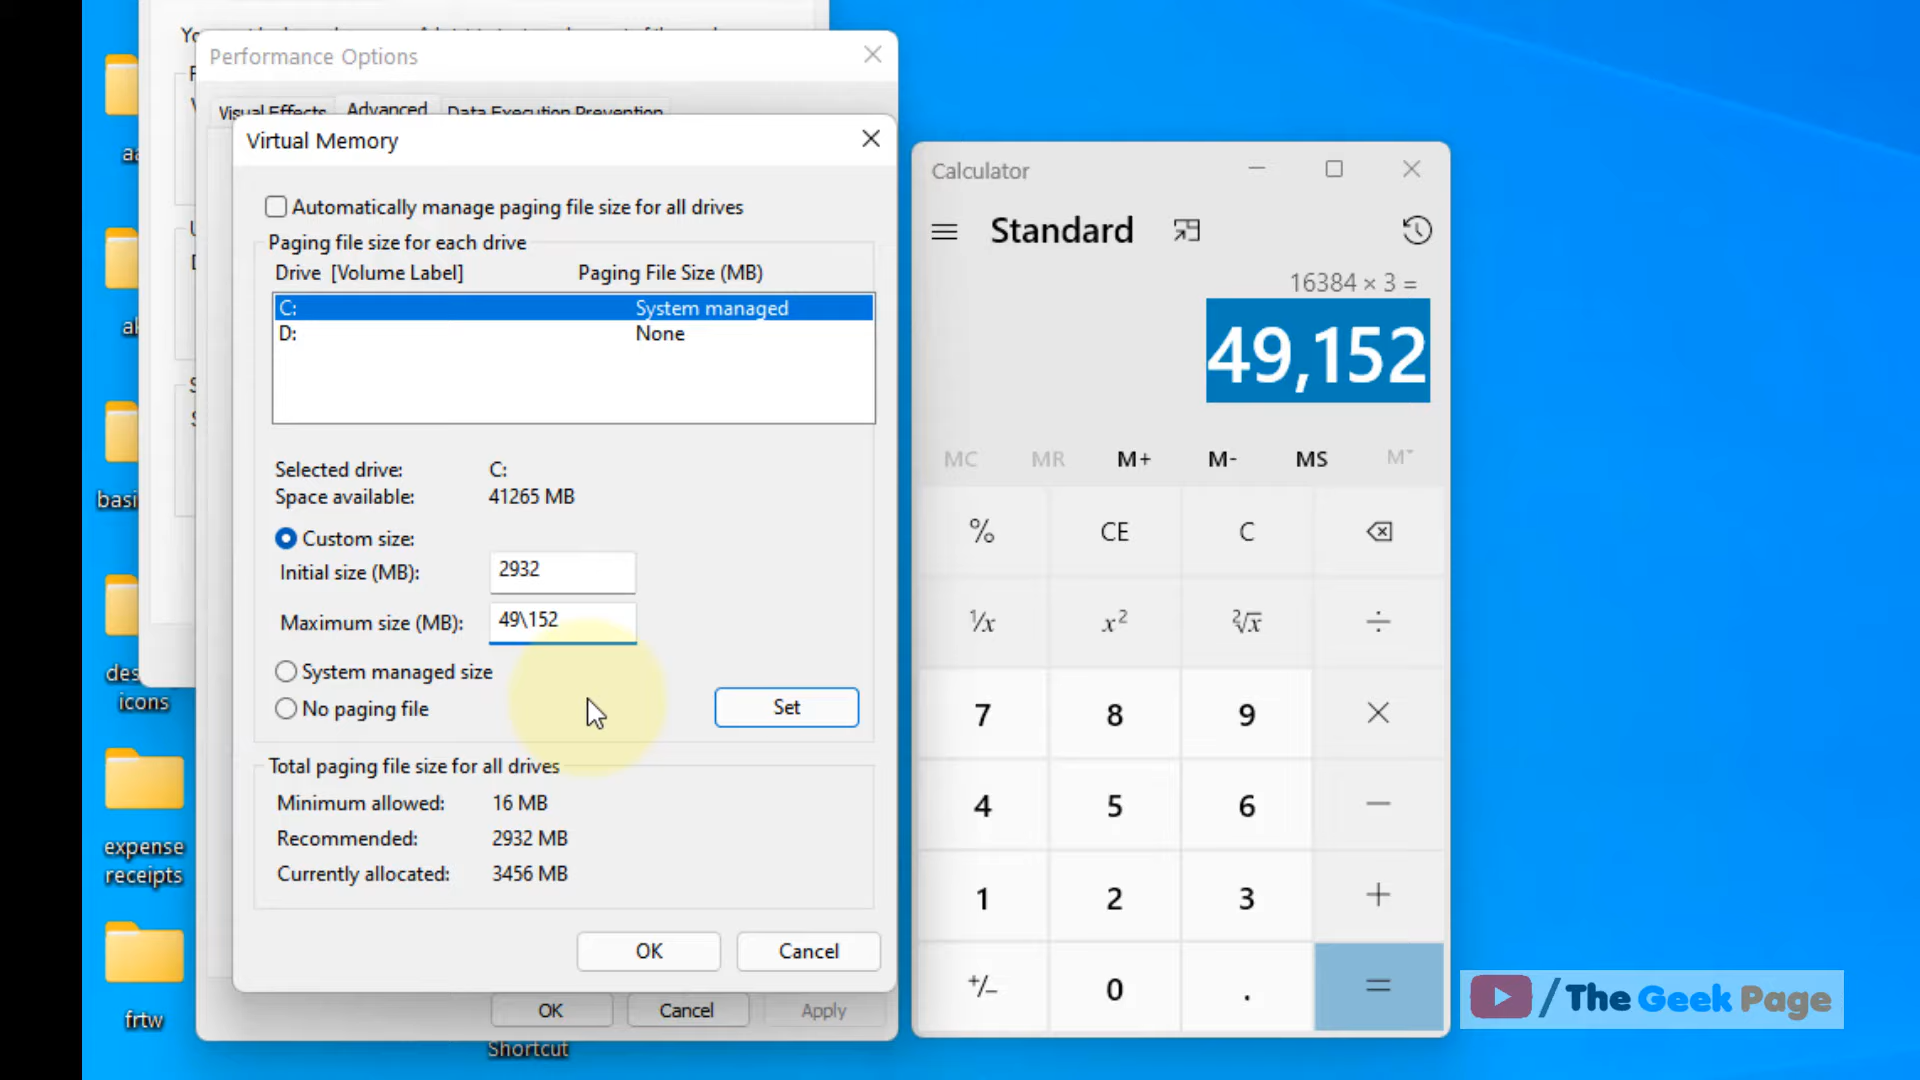 Performance Options
Visual Effects Advanced Data Execution Prevention
Virtual Memory
Automatically manage paging file size for all drives
Paging file size for each drive
Drive [Volume Label] Paging File Size (MB)
C: System managed
D: None
Selected drive: C:
Space available: 41265 MB
Custom size:
Initial size (MB): 2932
Maximum size (MB): 49\152
System managed size
No paging file
Set
Total paging file size for all drives
Minimum allowed: 16 MB
Recommended: 2932 MB
Currently allocated: 3456 MB
OK Cancel
OK Cancel Apply
Shortcut
basi
des
icons
expense
receipts
frtw
Calculator
Standard
16384 × 3 =
49,152
MC MR M+ M- MS M˅
% CE C
¹/x x² ²√x ÷
7 8 9 ×
4 5 6 −
1 2 3 +
+/− 0 . =
/The Geek Page